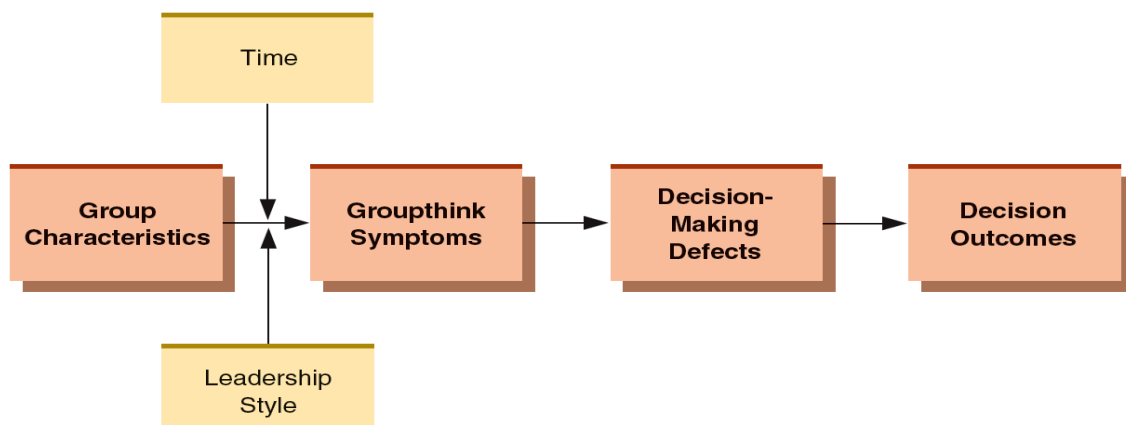 Time
Group
Characteristics
Groupthink
Symptoms
Decision-
Making
Defects
Decision
Outcomes
Leadership
Style